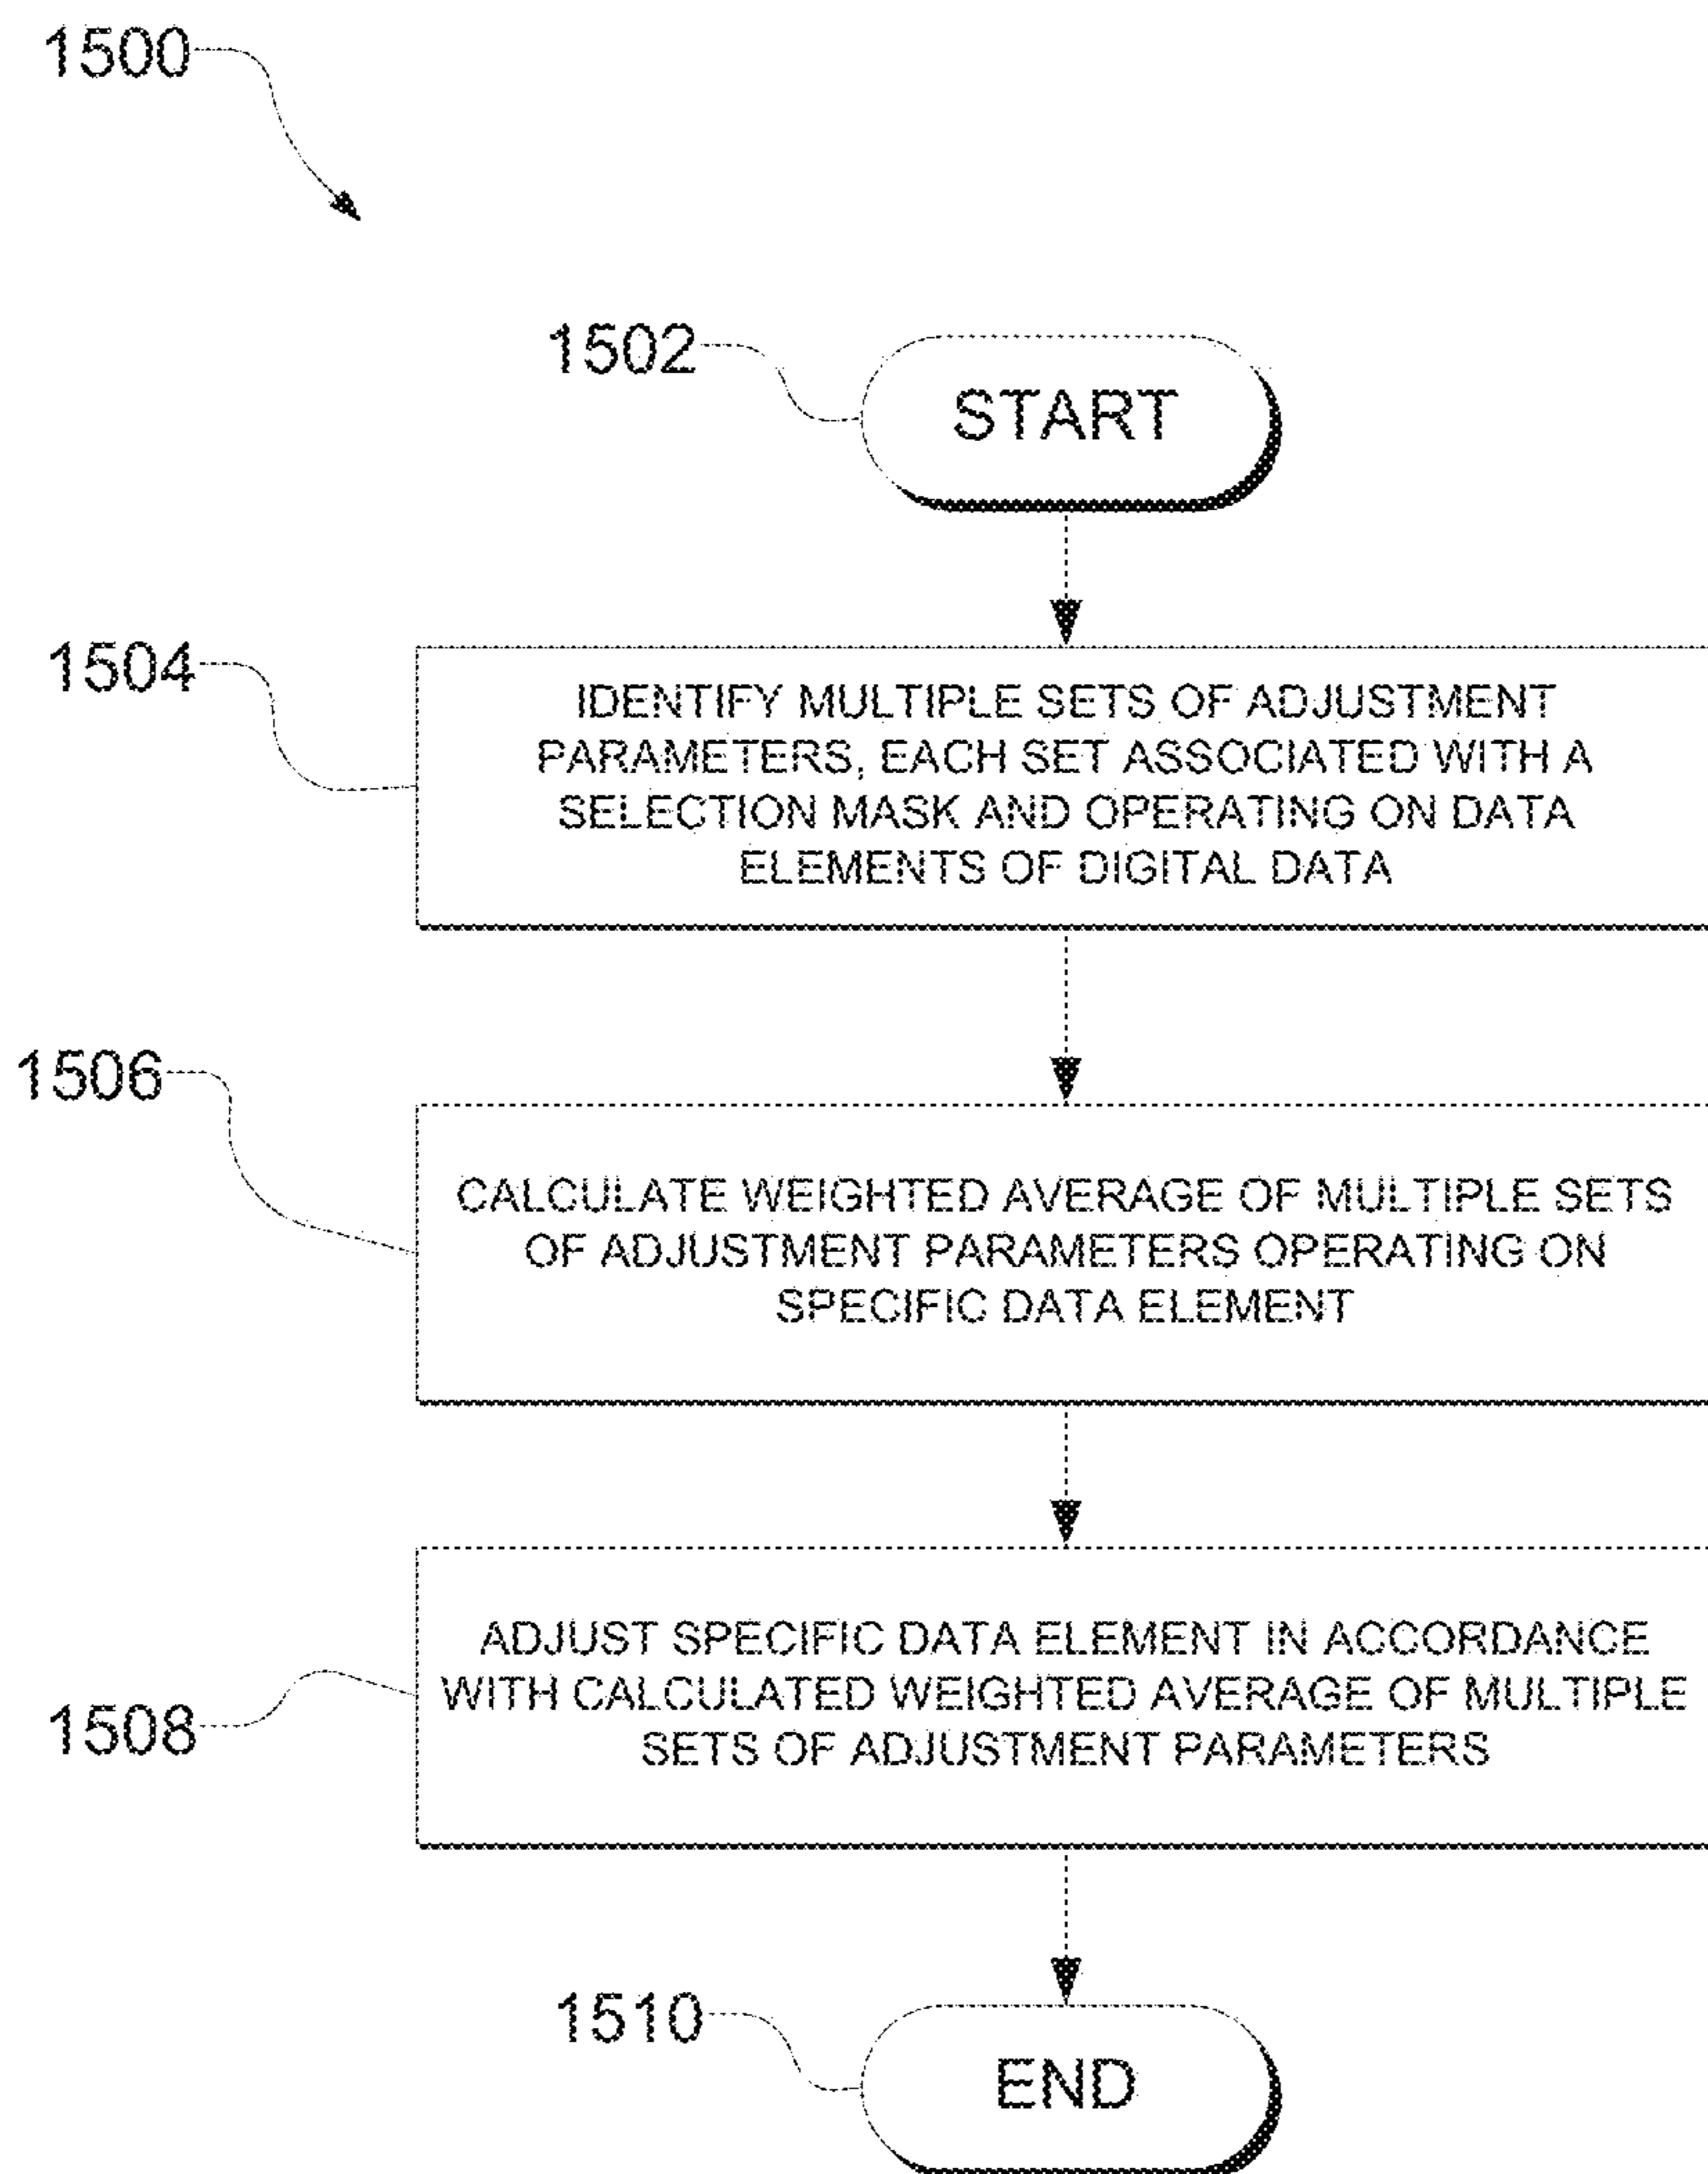 1500
1502
START
1504
IDENTIFY MULTIPLE SETS OF ADJUSTMENT
PARAMETERS, EACH SET ASSOCIATED WITH A
SELECTION MASK AND OPERATING ON DATA
ELEMENTS OF DIGITAL DATA
1506
CALCULATE WEIGHTED AVERAGE OF MULTIPLE SETS
OF ADJUSTMENT PARAMETERS OPERATING ON
SPECIFIC DATA ELEMENT
1508
ADJUST SPECIFIC DATA ELEMENT IN ACCORDANCE
WITH CALCULATED WEIGHTED AVERAGE OF MULTIPLE
SETS OF ADJUSTMENT PARAMETERS
1510
END